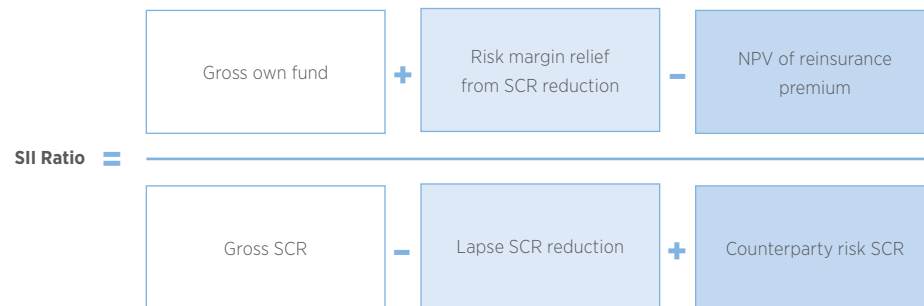 Gross own fund
+
Risk margin relief
from SCR reduction
−
NPV of reinsurance
premium
SII Ratio =
Gross SCR
−
Lapse SCR reduction
+
Counterparty risk SCR